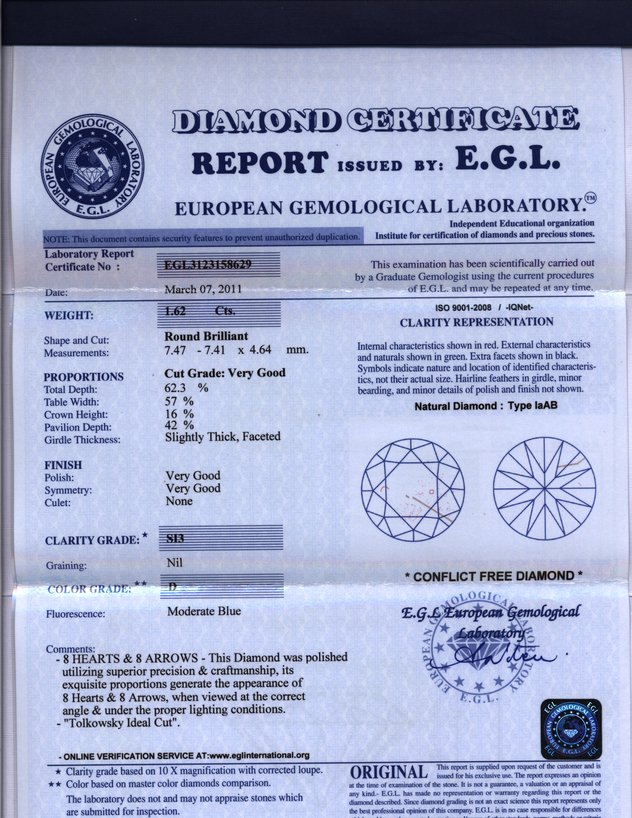 EUROPEAN GEMOLOGICAL LABORATORY
E.G.L.
DIAMOND CERTIFICATE
REPORT ISSUED BY: E.G.L.
EUROPEAN GEMOLOGICAL LABORATORY.™
Independent Educational organization
NOTE: This document contains security features to prevent unauthorized duplication.
Institute for certification of diamonds and precious stones.
Laboratory Report
Certificate No : EGL3123158629
Date: March 07, 2011
WEIGHT: 1.62 Cts.
Shape and Cut: Round Brilliant
Measurements: 7.47 - 7.41 x 4.64 mm.
PROPORTIONS Cut Grade: Very Good
Total Depth: 62.3 %
Table Width: 57 %
Crown Height: 16 %
Pavilion Depth: 42 %
Girdle Thickness: Slightly Thick, Faceted
FINISH
Polish: Very Good
Symmetry: Very Good
Culet: None
CLARITY GRADE: * SI3
Graining: Nil
COLOR GRADE: ** D
Fluorescence: Moderate Blue
Comments:
- 8 HEARTS & 8 ARROWS - This Diamond was polished
utilizing superior precision & craftmanship, its
exquisite proportions generate the appearance of
8 Hearts & 8 Arrows, when viewed at the correct
angle & under the proper lighting conditions.
- "Tolkowsky Ideal Cut".
- ONLINE VERIFICATION SERVICE AT:www.eglinternational.org
* Clarity grade based on 10 X magnification with corrected loupe.
** Color based on master color diamonds comparison.
The laboratory does not and may not appraise stones which
are submitted for inspection.
This examination has been scientifically carried out
by a Graduate Gemologist using the current procedures
of E.G.L. and may be repeated at any time.
ISO 9001-2008 / -IQNet-
CLARITY REPRESENTATION
Internal characteristics shown in red. External characteristics
and naturals shown in green. Extra facets shown in black.
Symbols indicate nature and location of identified characteris-
tics, not their actual size. Hairline feathers in girdle, minor
bearding, and minor details of polish and finish not shown.
Natural Diamond : Type IaAB
* CONFLICT FREE DIAMOND *
E.G.L European Gemological
Laboratory
EUROPEAN GEMOLOGICAL LABORATORY
E.G.L.
EGL
EGL
EGL
EGL
ORIGINAL This report is supplied upon request of the customer and is
issued for his exclusive use. The report expresses an opinion
at the time of examination of the stone. It is not a guarantee, a valuation or an appraisal of
any kind.- E.G.L. has made no representation or warranty regarding this report or the
diamond described. Since diamond grading is not an exact science this report represents only
the best professional opinion of this company. E.G.L. is in no case responsible for differences